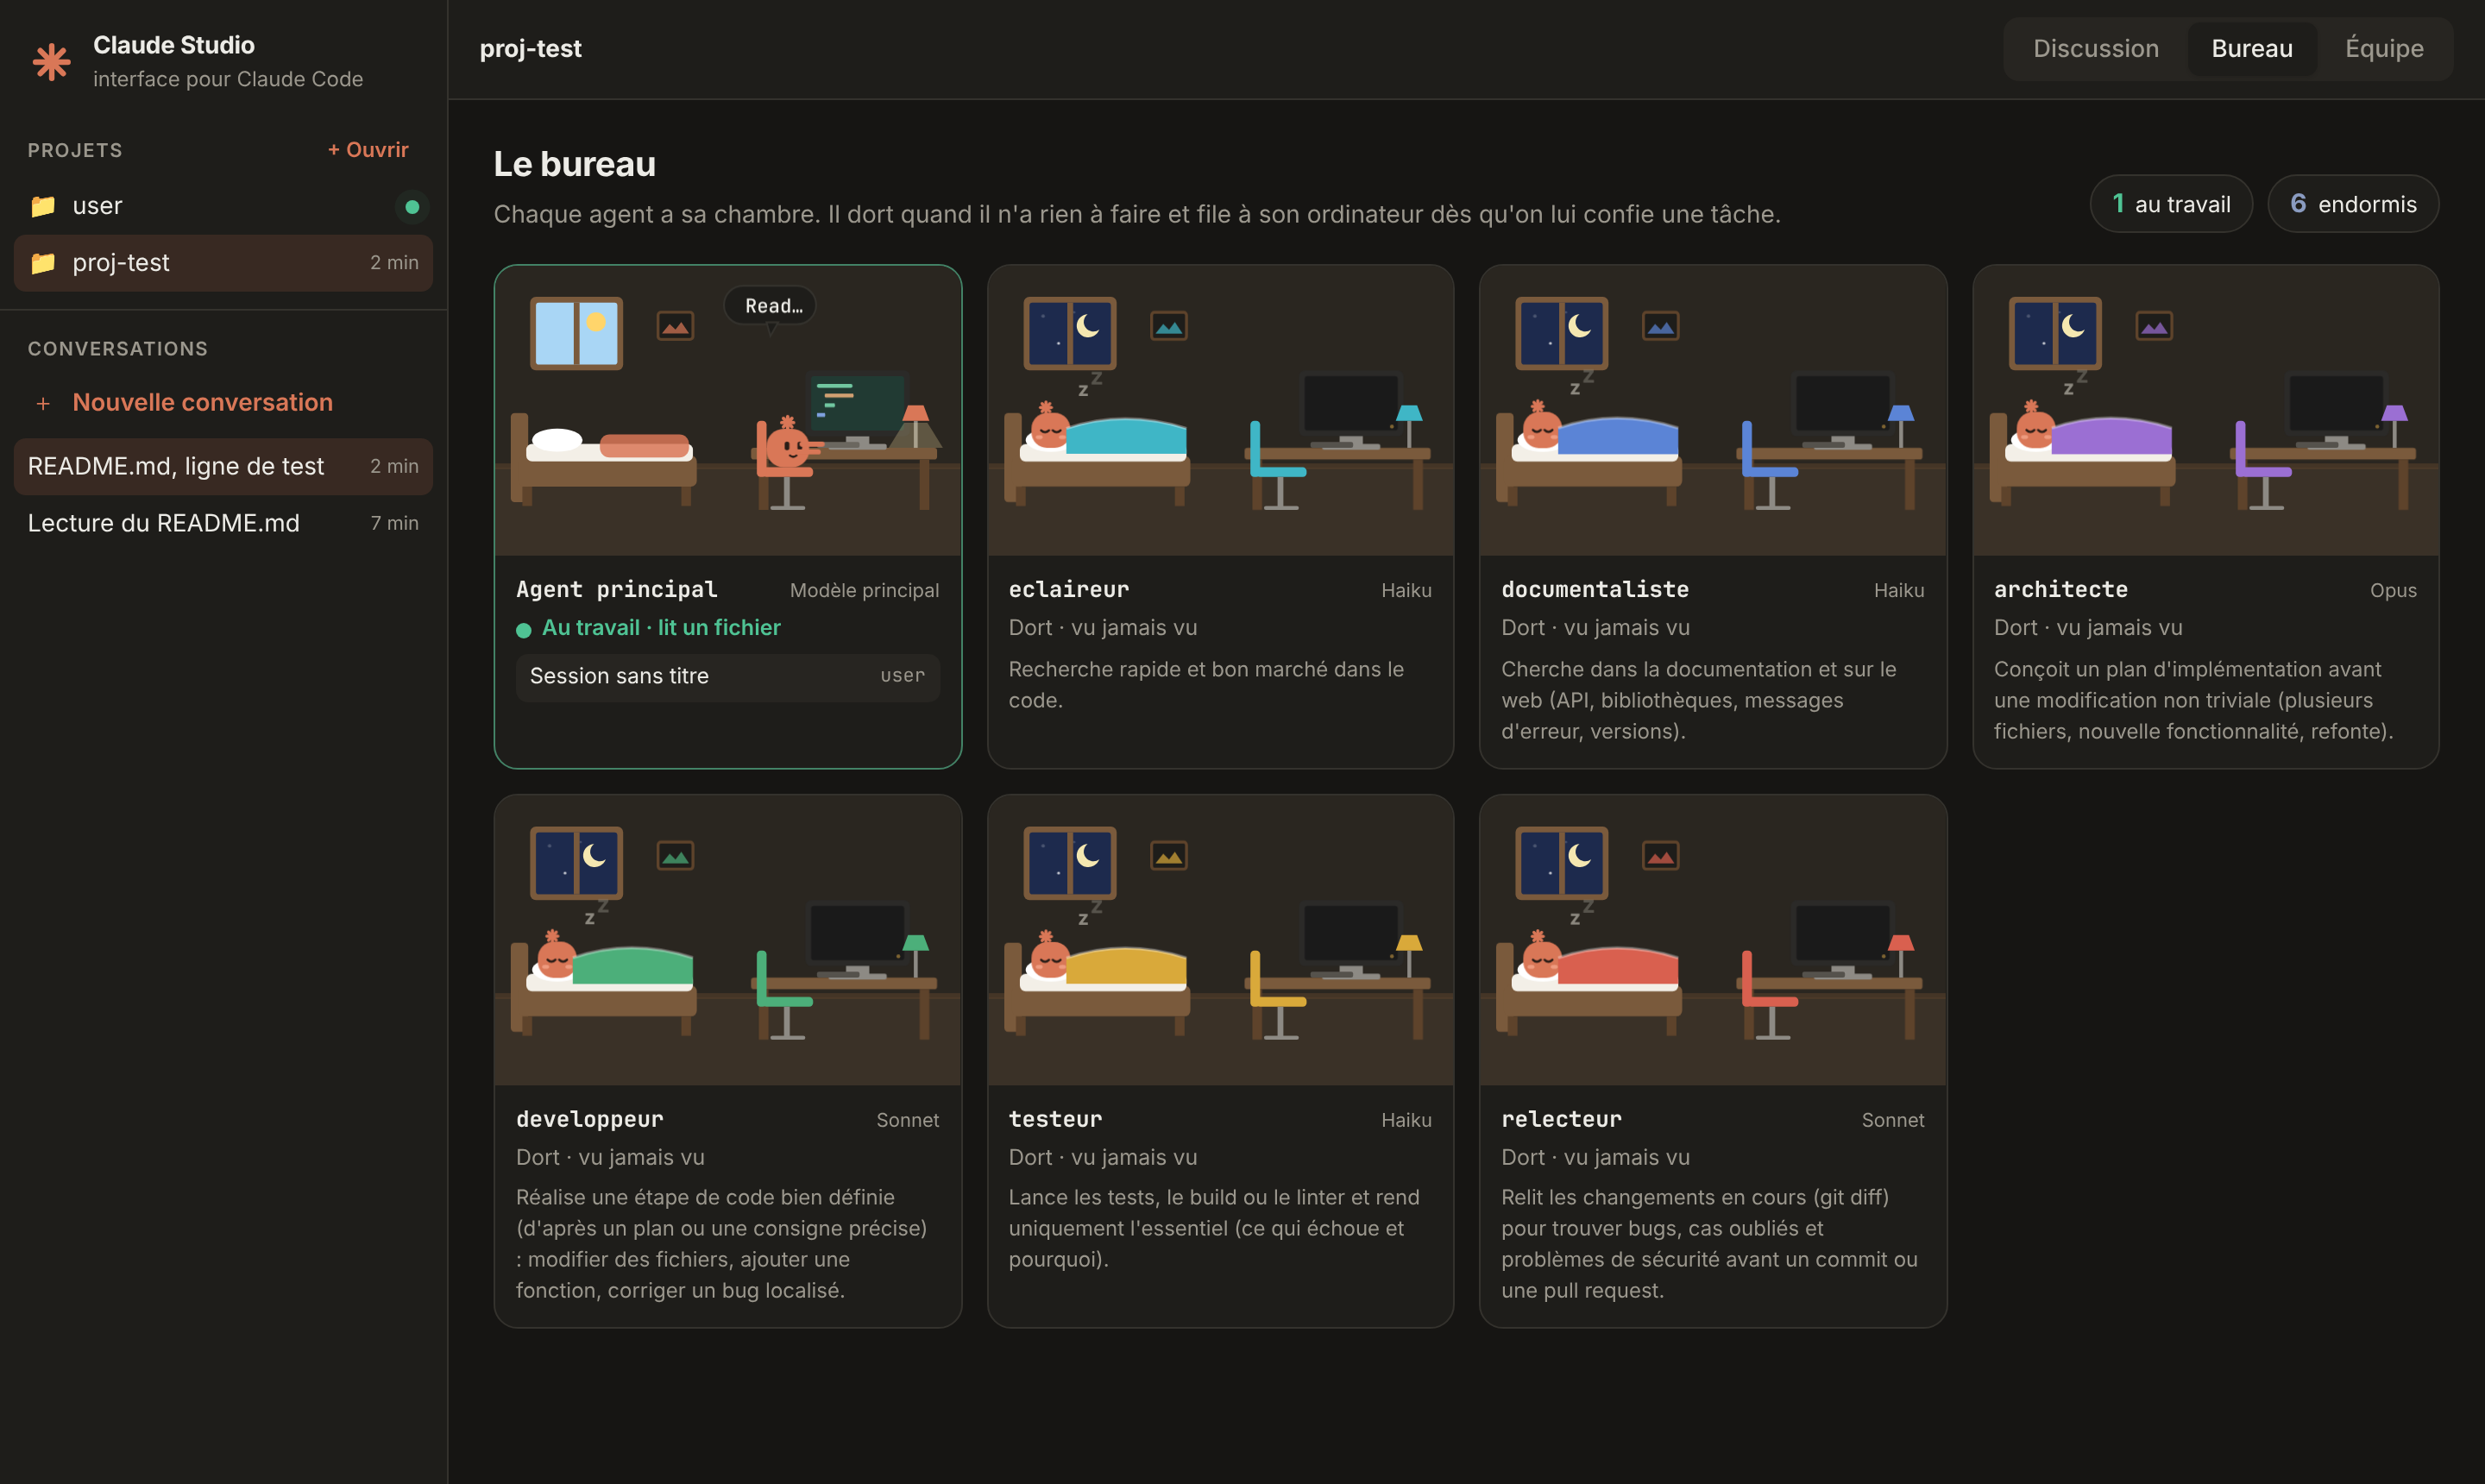 Claude Studio
interface pour Claude Code
PROJETS
+ Ouvrir
user
proj-test
2 min
CONVERSATIONS
+ Nouvelle conversation
README.md, ligne de test
2 min
Lecture du README.md
7 min
proj-test
Discussion
Bureau
Équipe
Le bureau
Chaque agent a sa chambre. Il dort quand il n'a rien à faire et file à son ordinateur dès qu'on lui confie une tâche.
1 au travail
6 endormis
Read…
Agent principal
Modèle principal
Au travail · lit un fichier
Session sans titre
user
z z
eclaireur
Haiku
Dort · vu jamais vu
Recherche rapide et bon marché dans le
code.
z z
documentaliste
Haiku
Dort · vu jamais vu
Cherche dans la documentation et sur le
web (API, bibliothèques, messages
d'erreur, versions).
z z
architecte
Opus
Dort · vu jamais vu
Conçoit un plan d'implémentation avant
une modification non triviale (plusieurs
fichiers, nouvelle fonctionnalité, refonte).
z z
developpeur
Sonnet
Dort · vu jamais vu
Réalise une étape de code bien définie
(d'après un plan ou une consigne précise)
: modifier des fichiers, ajouter une
fonction, corriger un bug localisé.
z z
testeur
Haiku
Dort · vu jamais vu
Lance les tests, le build ou le linter et rend
uniquement l'essentiel (ce qui échoue et
pourquoi).
z z
relecteur
Sonnet
Dort · vu jamais vu
Relit les changements en cours (git diff)
pour trouver bugs, cas oubliés et
problèmes de sécurité avant un commit ou
une pull request.